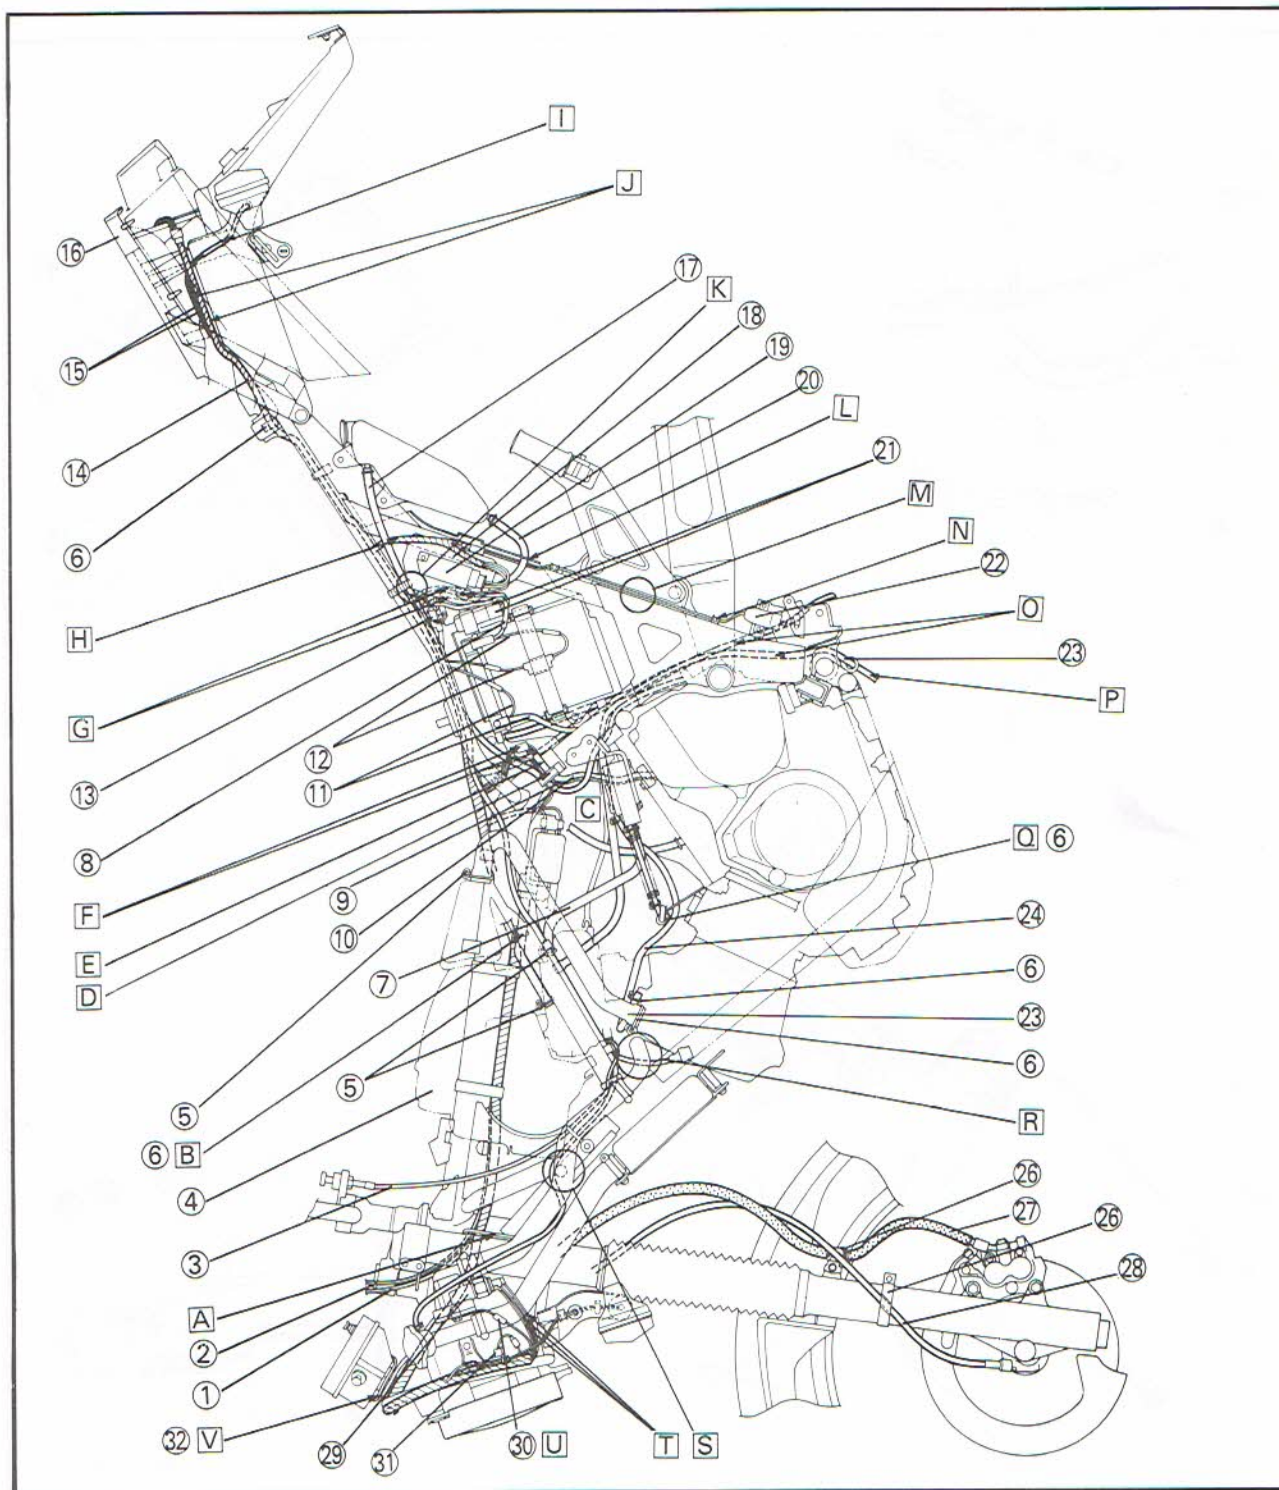 I
J
⑯
⑰
K
⑱
⑲
⑮
⑳
L
⑭
㉑
M
⑥
N
㉒
H
O
㉓
G
P
⑫
⑬
⑪
C
⑧
Q ⑥
⑨
F
㉔
⑩
E
⑦
⑥
D
㉓
⑤
⑥
⑤
⑥ B
R
④
㉖
㉗
㉖
③
㉘
A
②
①
㉜ V
㉙
㉛
㉚ U
T
S